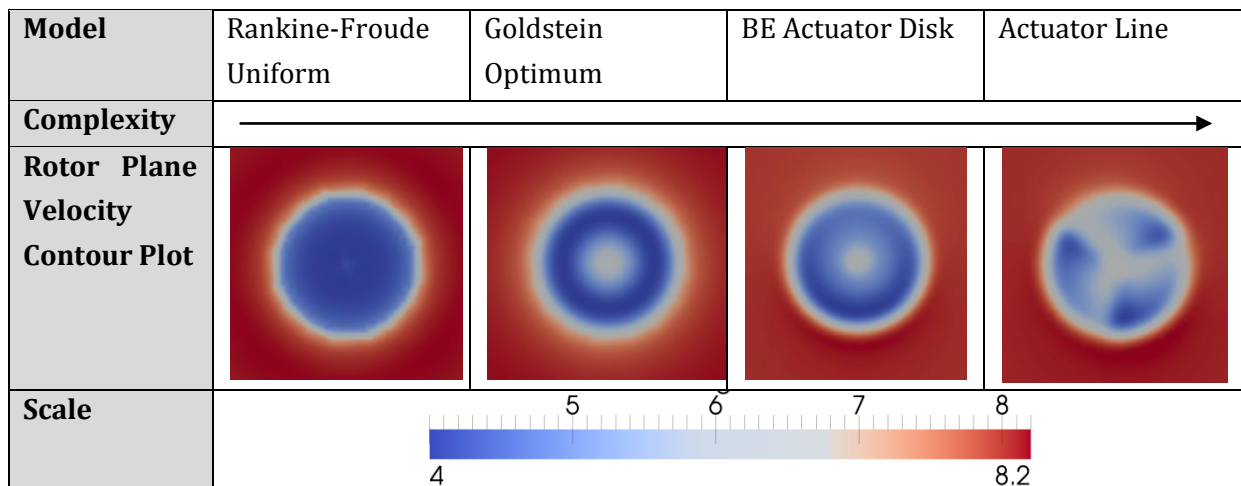 Model
Rankine-Froude
Uniform
Goldstein
Optimum
BE Actuator Disk
Actuator Line
Complexity
Rotor Plane
Velocity
Contour Plot
Scale
5 6 7 8
4 8.2